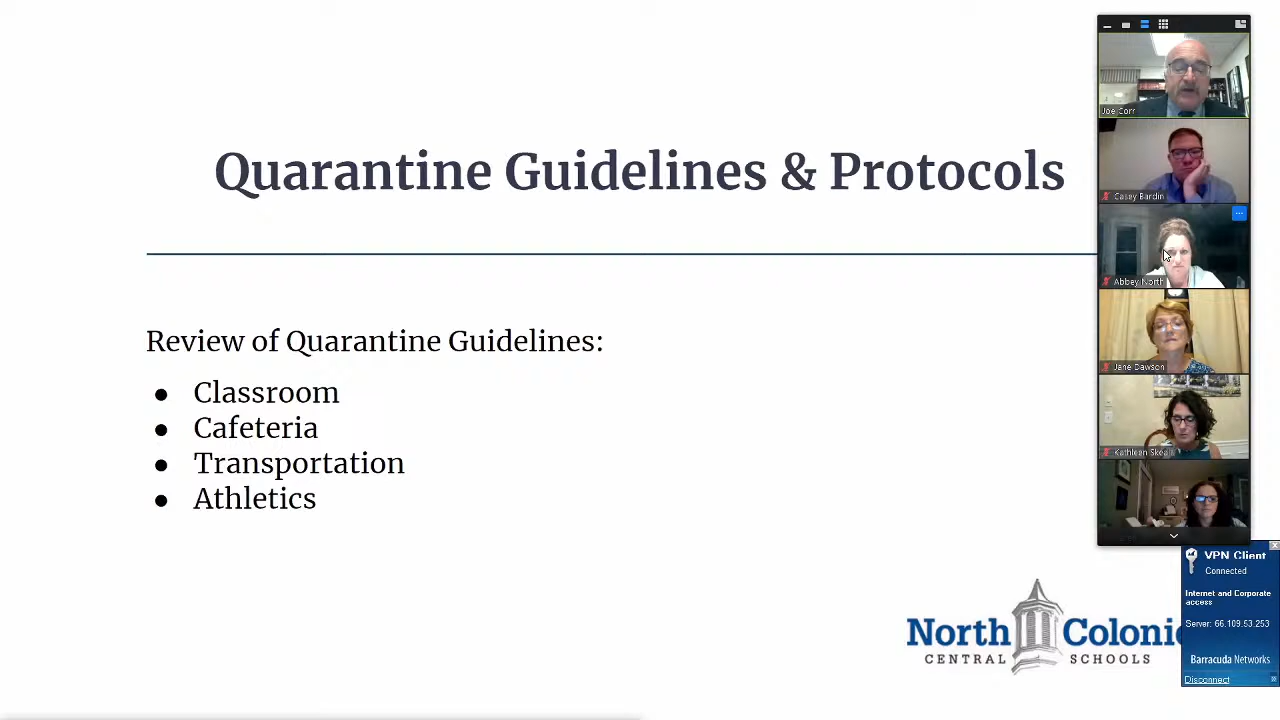 Quarantine Guidelines & Protocols
Review of Quarantine Guidelines:
● Classroom
● Cafeteria
● Transportation
● Athletics
North Coloni
CENTRAL SCHOOLS
Joe Corr
Casey Bardin
Abbey North
Jane Dawson
Kathleen
VPN Client
Connected
Internet and Corporate
access
Server: 66.109.53.253
Barracuda Networks
Disconnect